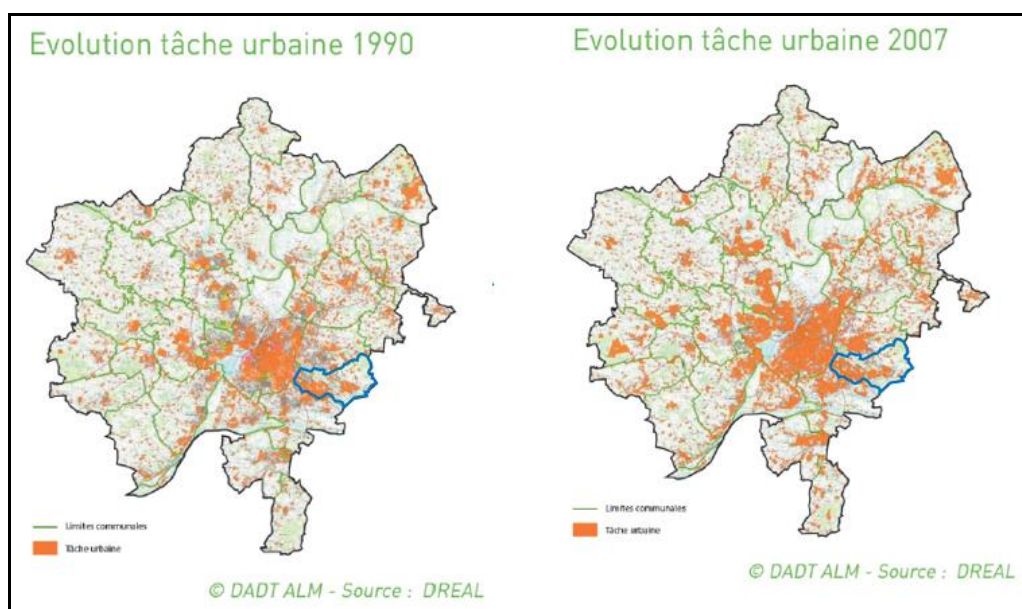 Evolution tâche urbaine 1990
Evolution tâche urbaine 2007
Limites communales
Tâche urbaine
© DADT ALM - Source : DREAL
Limites communales
Tâche urbaine
© DADT ALM - Source : DREAL